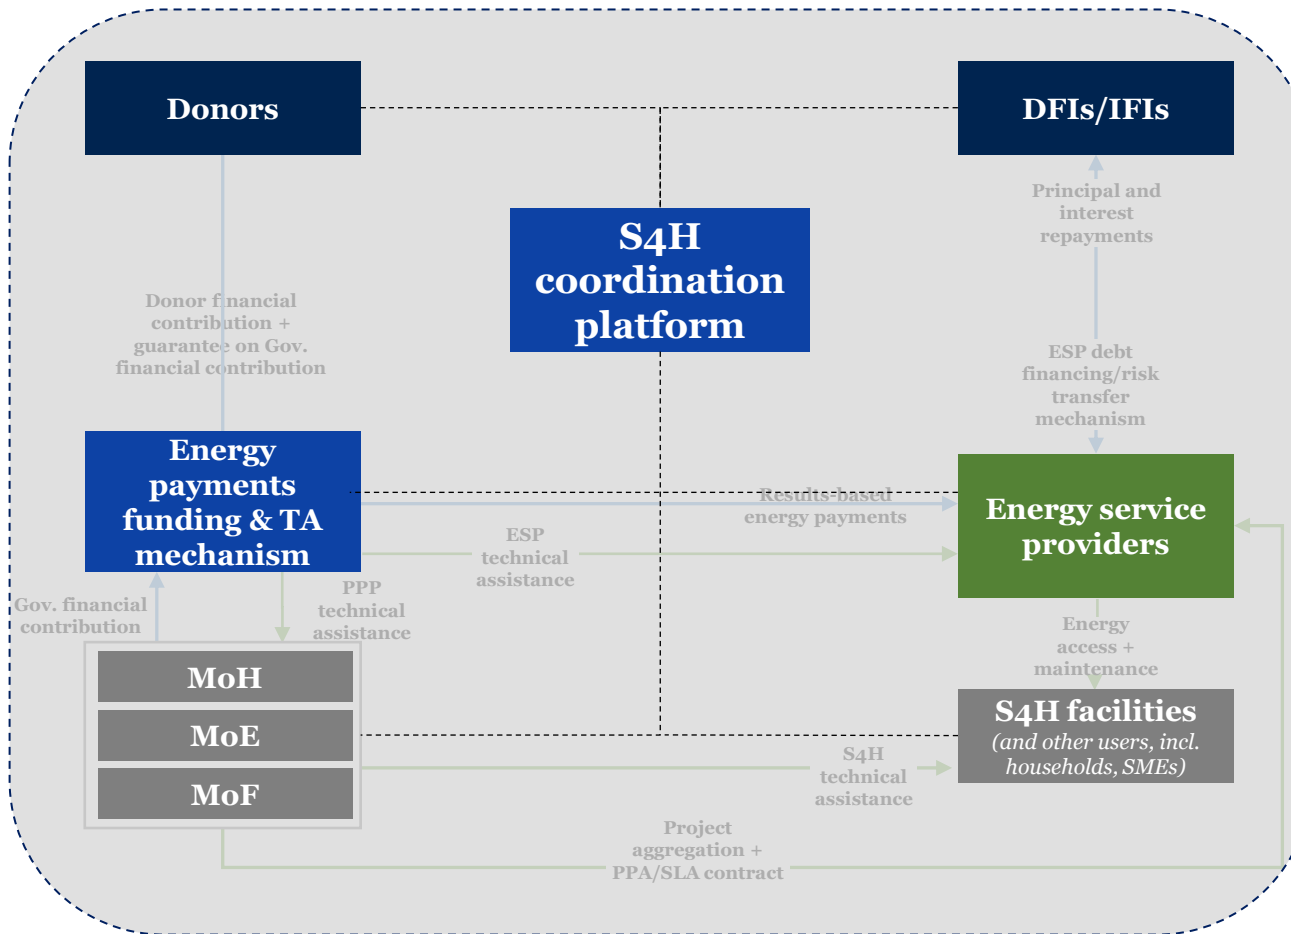 Donors
DFIs/IFIs
Principal and
interest
repayments
S4H
coordination
platform
Donor financial
contribution +
guarantee on Gov.
financial contribution
ESP debt
financing/risk
transfer
mechanism
Energy
payments
funding & TA
mechanism
Results-based
energy payments
Energy service
providers
ESP
technical
assistance
Gov. financial
contribution
PPP
technical
assistance
Energy
access +
maintenance
MoH
MoE
MoF
S4H facilities
(and other users, incl.
households, SMEs)
S4H
technical
assistance
Project
aggregation +
PPA/SLA contract